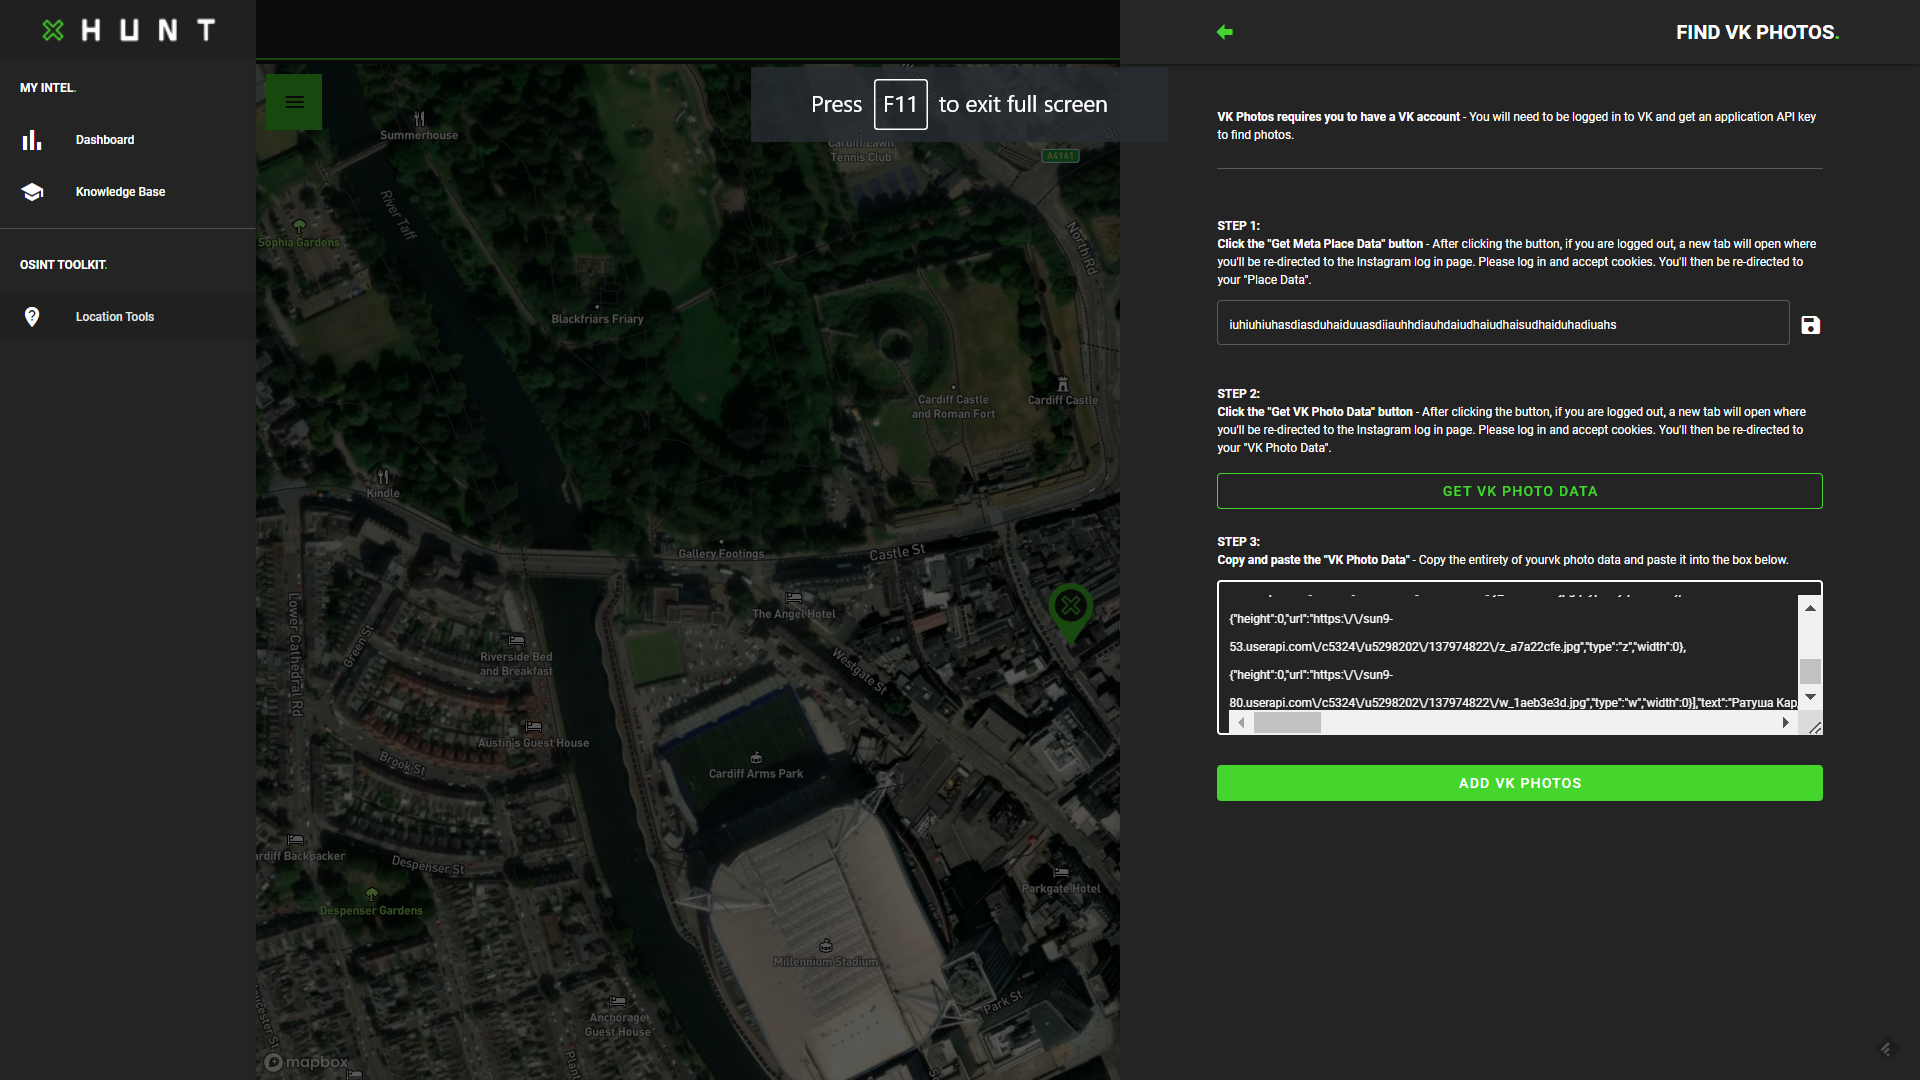 HUNT
MY INTEL.
Dashboard
Knowledge Base
OSINT TOOLKIT.
Location Tools
Press F11 to exit full screen
Summerhouse
Cardiff Lawn
Tennis Club
A4161
River Taff
North Rd
Sophia Gardens
Blackfriars Friary
Cardiff Castle
and Roman Fort
Cardiff Castle
Kindle
Gallery Footings
Castle St
The Angel Hotel
Lower Cathedral Rd
Green St
Riverside Bed
and Breakfast
Westgate St
Austin's Guest House
Brook St
Cardiff Arms Park
ardiff Backpacker
Despenser St
Parkgate Hotel
Despenser Gardens
Millennium Stadium
Park St
Anchorage
Guest House
mapbox
FIND VK PHOTOS.
VK Photos requires you to have a VK account - You will need to be logged in to VK and get an application API key
to find photos.
STEP 1:
Click the "Get Meta Place Data" button - After clicking the button, if you are logged out, a new tab will open where
you'll be re-directed to the Instagram log in page. Please log in and accept cookies. You'll then be re-directed to
your "Place Data".
iuhiuhiuhasdiasduhaiduuasdiiauhhdiauhdaiudhaiudhaisudhaiduhadiuahs
STEP 2:
Click the "Get VK Photo Data" button - After clicking the button, if you are logged out, a new tab will open where
you'll be re-directed to the Instagram log in page. Please log in and accept cookies. You'll then be re-directed to
your "VK Photo Data".
GET VK PHOTO DATA
STEP 3:
Copy and paste the "VK Photo Data" - Copy the entirety of yourvk photo data and paste it into the box below.
{"height":0,"url":"https:\/\/sun9-
53.userapi.com\/c5324\/u5298202\/137974822\/z_a7a22cfe.jpg","type":"z","width":0},
{"height":0,"url":"https:\/\/sun9-
80.userapi.com\/c5324\/u5298202\/137974822\/w_1aeb3e3d.jpg","type":"w","width":0}],"text":"Ратуша Кар
ADD VK PHOTOS